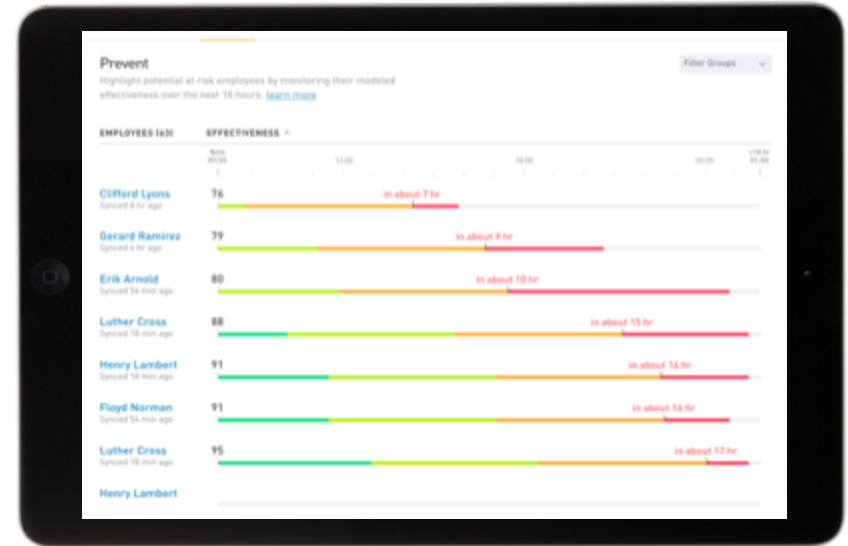 Prevent
Filter Groups
Highlight potential at risk employees by monitoring their modeled
effectiveness over the next 18 hours. learn more
EMPLOYEES (63) EFFECTIVENESS
Now +18 hr
12:00 18:00 00:00
Clifford Lyons 76 in about 7 hr
Synced 8 hr ago
Gerard Ramirez 79 in about 9 hr
Synced 6 hr ago
Erik Arnold 80 in about 10 hr
Synced 54 min ago
Luther Cross 88 in about 15 hr
Synced 18 min ago
Henry Lambert 91 in about 16 hr
Synced 18 min ago
Floyd Norman 91 in about 16 hr
Synced 54 min ago
Luther Cross 95 in about 17 hr
Synced 18 min ago
Henry Lambert